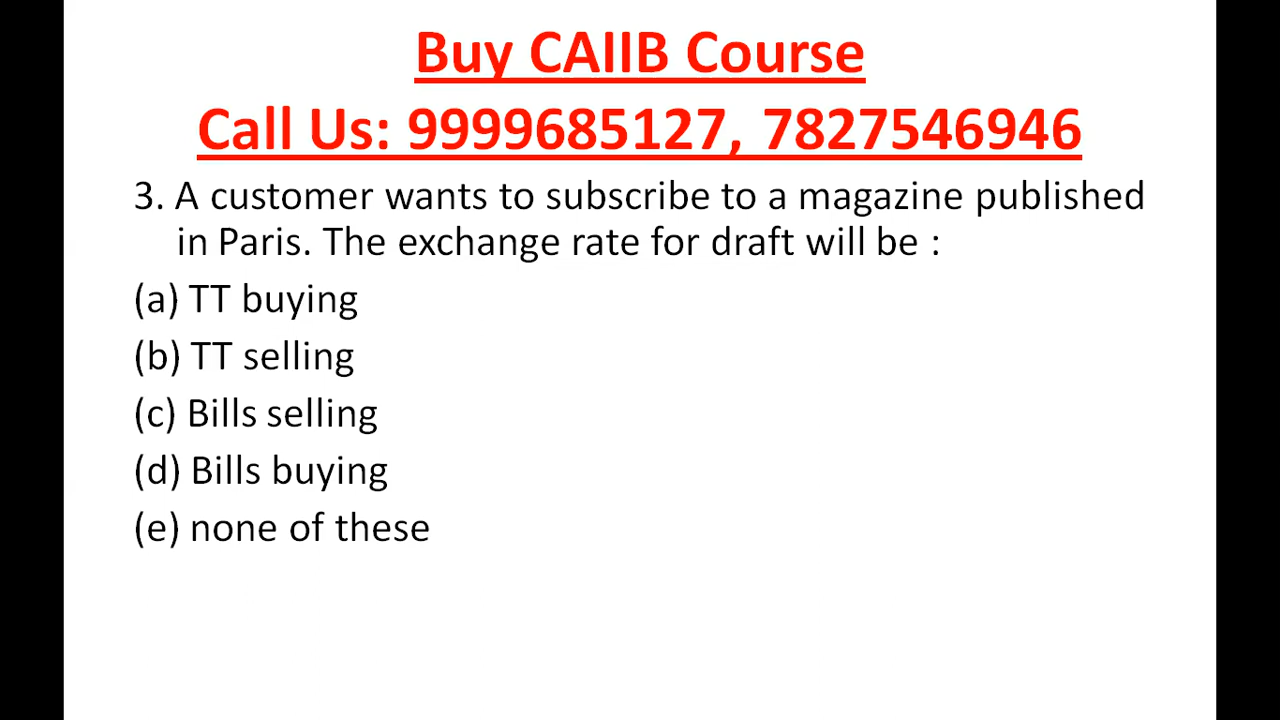 Buy CAIIB Course
Call Us: 9999685127, 7827546946
3. A customer wants to subscribe to a magazine published
in Paris. The exchange rate for draft will be :
(a) TT buying
(b) TT selling
(c) Bills selling
(d) Bills buying
(e) none of these